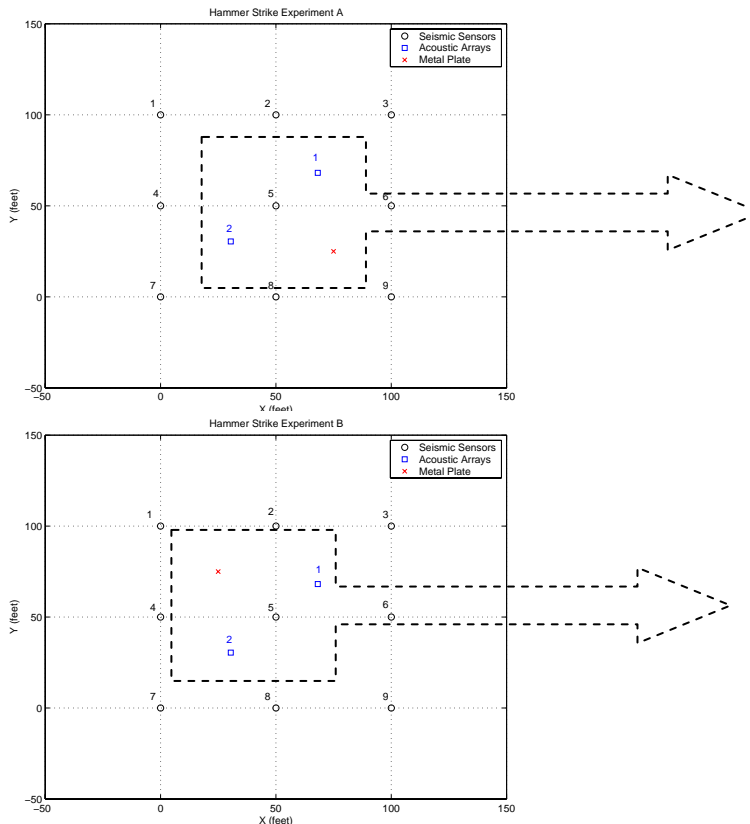 Hammer Strike Experiment A
150
Seismic Sensors
Acoustic Arrays
Metal Plate
1 2 3
100
1
4 5 6
50
Y (feet)
2
7 8 9
0
−50
−50 0 50 100 150
X (feet)
Hammer Strike Experiment B
150
Seismic Sensors
Acoustic Arrays
Metal Plate
1 2 3
100
1
4 5 6
50
Y (feet)
2
7 8 9
0
−50
−50 0 50 100 150
X (feet)